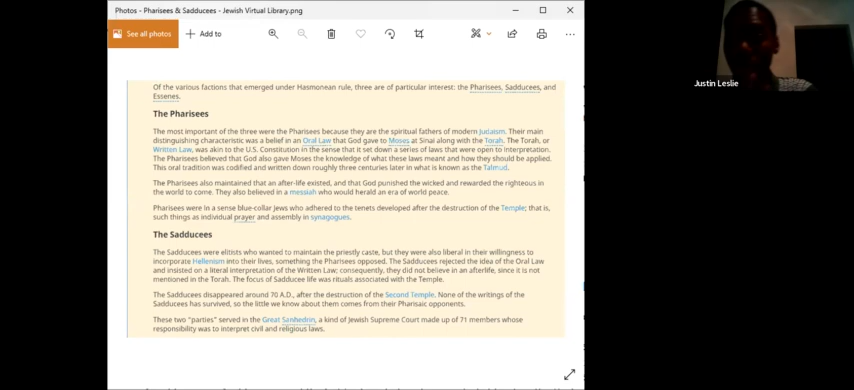 Photos - Pharisees & Sadducees - Jewish Virtual Library.png
See all photos
Add to
Justin Leslie
Of the various factions that emerged under Hasmonean rule, three are of particular interest: the Pharisees, Sadducees, and
Essenes.
The Pharisees
The most important of the three were the Pharisees because they are the spiritual fathers of modern Judaism. Their main
distinguishing characteristic was a belief in an Oral Law that God gave to Moses at Sinai along with the Torah. The Torah, or
Written Law, was akin to the U.S. Constitution in the sense that it set down a series of laws that were open to interpretation.
The Pharisees believed that God also gave Moses the knowledge of what these laws meant and how they should be applied.
This oral tradition was codified and written down roughly three centuries later in what is known as the Talmud.
The Pharisees also maintained that an after-life existed, and that God punished the wicked and rewarded the righteous in
the world to come. They also believed in a messiah who would herald an era of world peace.
Pharisees were in a sense blue-collar Jews who adhered to the tenets developed after the destruction of the Temple; that is,
such things as individual prayer and assembly in synagogues.
The Sadducees
The Sadducees were elitists who wanted to maintain the priestly caste, but they were also liberal in their willingness to
incorporate Hellenism into their lives, something the Pharisees opposed. The Sadducees rejected the idea of the Oral Law
and insisted on a literal interpretation of the Written Law; consequently, they did not believe in an afterlife, since it is not
mentioned in the Torah. The focus of Sadducee life was rituals associated with the Temple.
The Sadducees disappeared around 70 A.D., after the destruction of the Second Temple. None of the writings of the
Sadducees has survived, so the little we know about them comes from their Pharisaic opponents.
These two "parties" served in the Great Sanhedrin, a kind of Jewish Supreme Court made up of 71 members whose
responsibility was to interpret civil and religious laws.